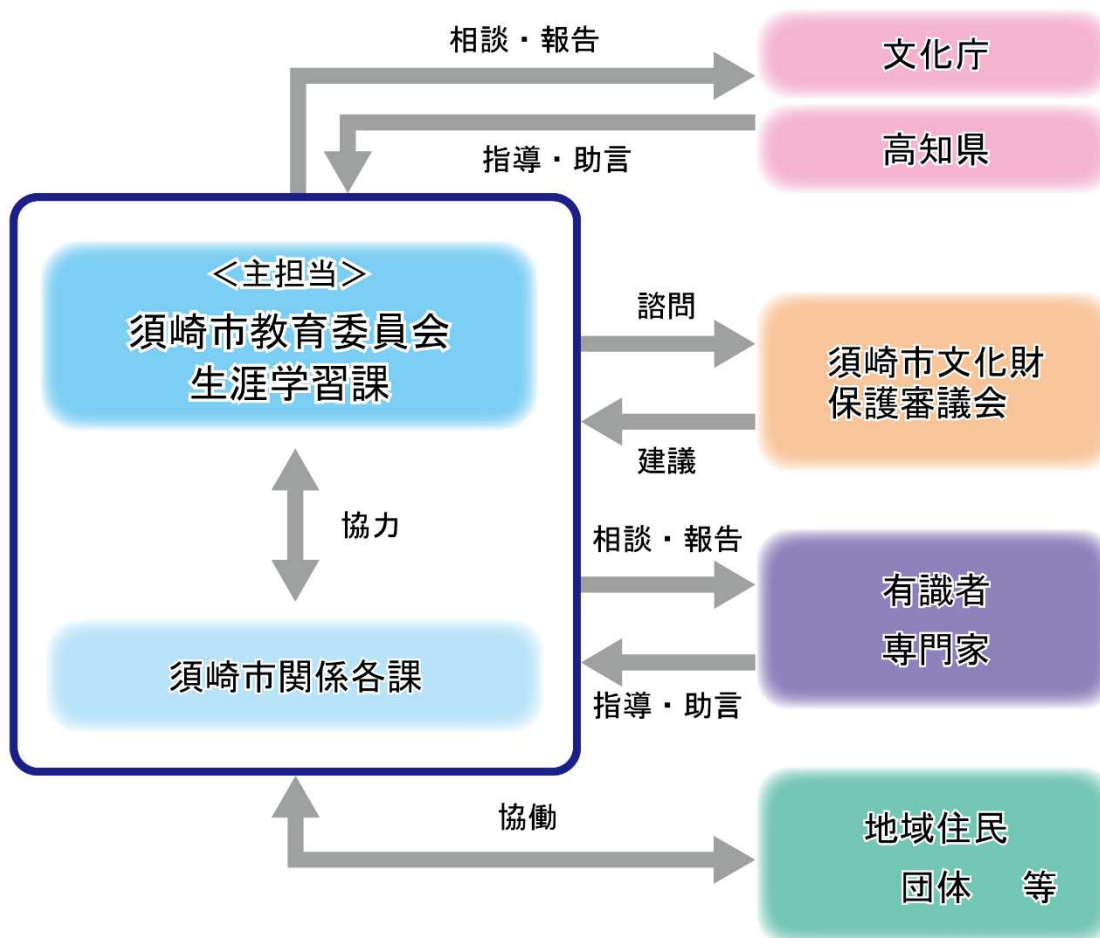 相談・報告
文化庁
高知県
指導・助言
＜主担当＞
須崎市教育委員会
生涯学習課
諮問
須崎市文化財
保護審議会
建議
協力
相談・報告
有識者
専門家
須崎市関係各課
指導・助言
協働
地域住民
団体　等